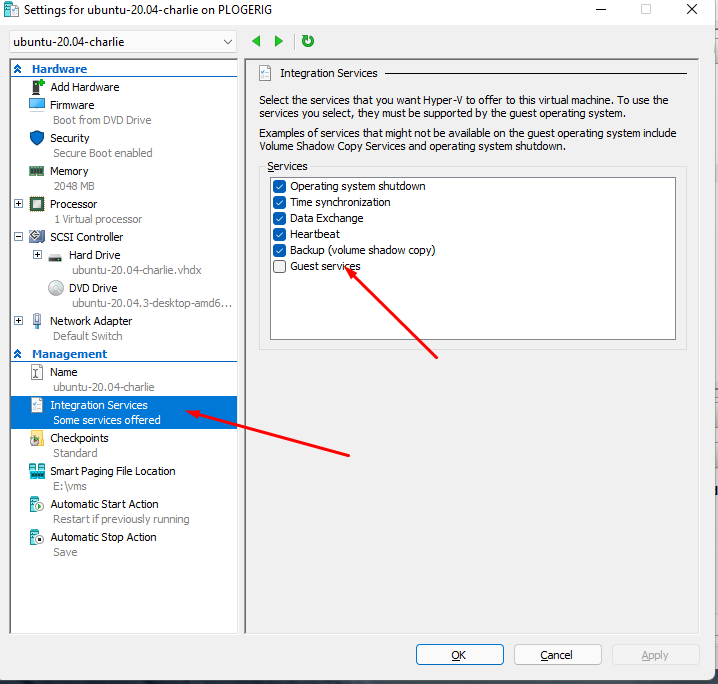 Settings for ubuntu-20.04-charlie on PLOGERIG
ubuntu-20.04-charlie
Hardware
Add Hardware
Firmware
Boot from DVD Drive
Security
Secure Boot enabled
Memory
2048 MB
Processor
1 Virtual processor
SCSI Controller
Hard Drive
ubuntu-20.04-charlie.vhdx
DVD Drive
ubuntu-20.04.3-desktop-amd6...
Network Adapter
Default Switch
Management
Name
ubuntu-20.04-charlie
Integration Services
Some services offered
Checkpoints
Standard
Smart Paging File Location
E:\vms
Automatic Start Action
Restart if previously running
Automatic Stop Action
Save
Integration Services
Select the services that you want Hyper-V to offer to this virtual machine. To use the
services you select, they must be supported by the guest operating system.
Examples of services that might not be available on the guest operating system include
Volume Shadow Copy Services and operating system shutdown.
Services
Operating system shutdown
Time synchronization
Data Exchange
Heartbeat
Backup (volume shadow copy)
Guest services
OK
Cancel
Apply